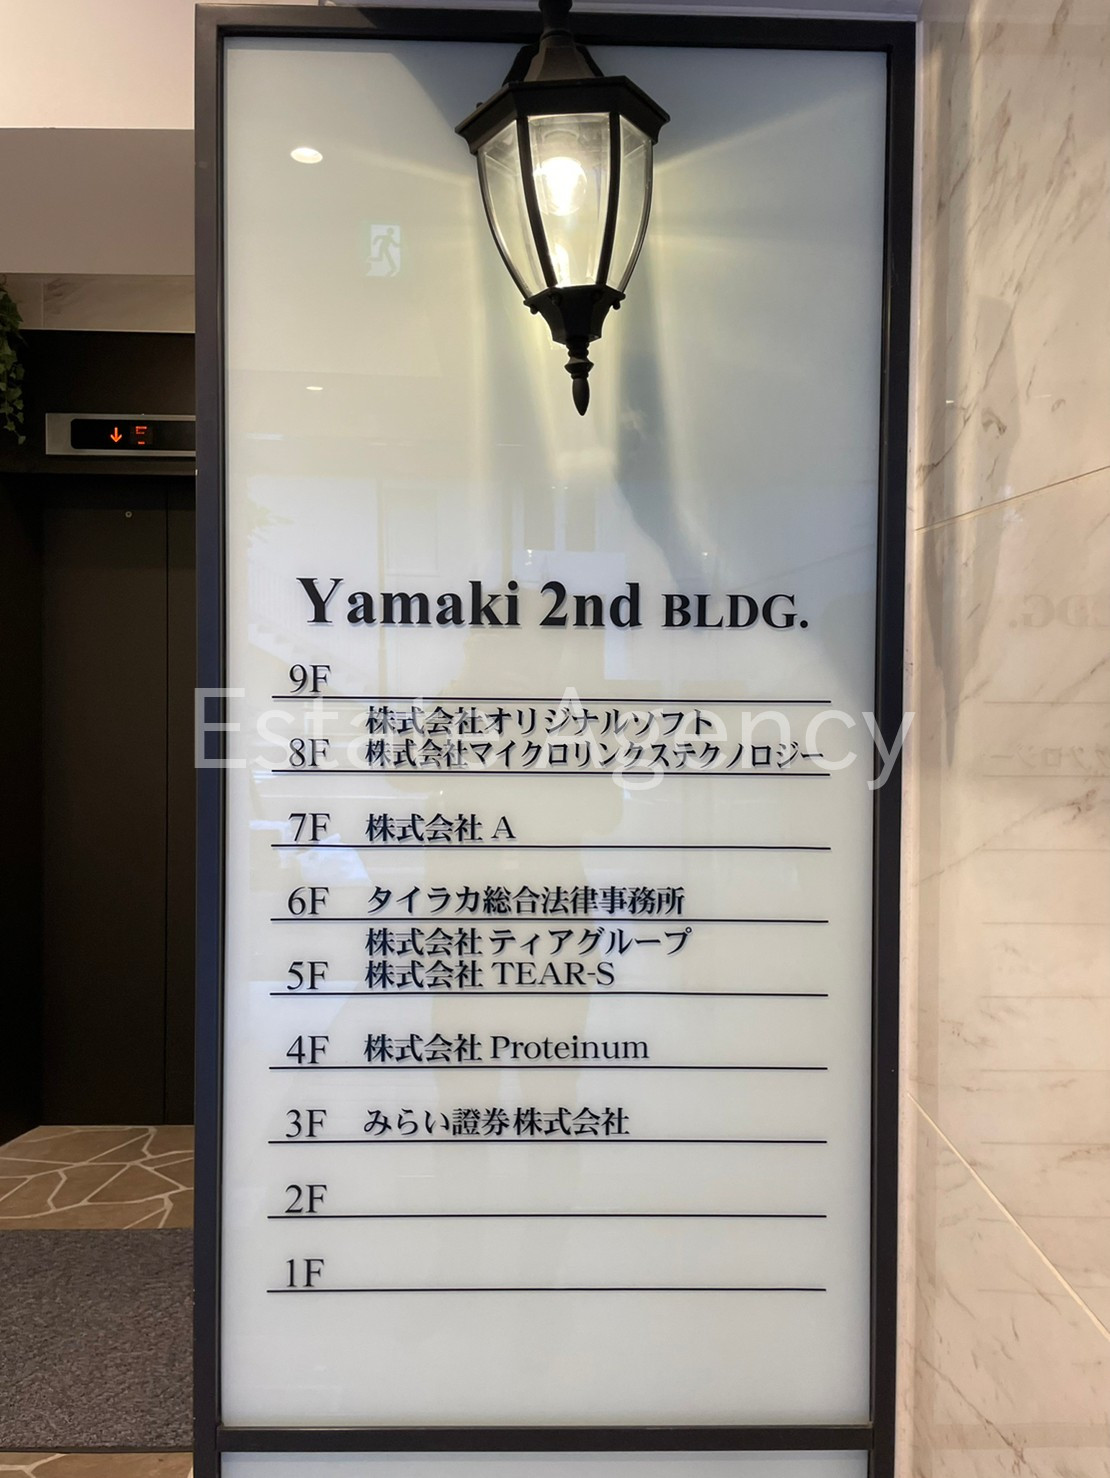 Yamaki 2nd BLDG.
9F
株式会社オリジナルソフト
8F 株式会社マイクロリンクステクノロジー
7F 株式会社 A
6F タイラカ総合法律事務所
株式会社 ティアグループ
5F 株式会社 TEAR-S
4F 株式会社 Proteinum
3F みらい證券株式会社
2F
1F
Estate Agency